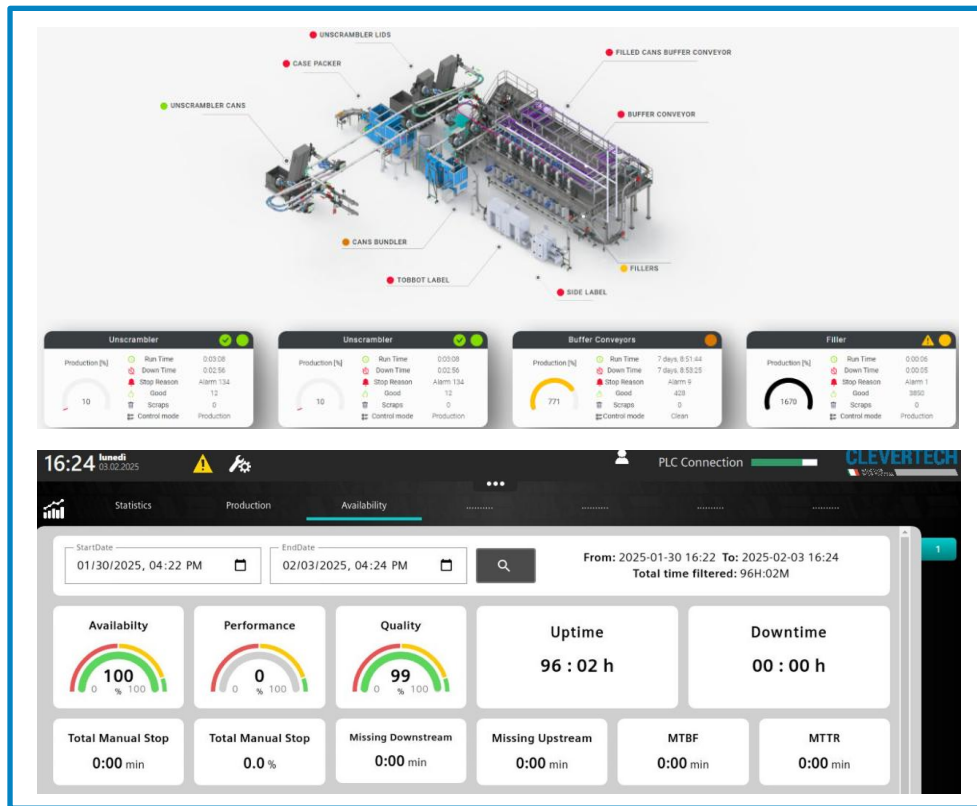 UNSCRAMBLER LIDS
CASE PACKER
FILLED CANS BUFFER CONVEYOR
UNSCRAMBLER CANS
BUFFER CONVEYOR
CANS BUNDLER
FILLERS
TOBBOT LABEL
SIDE LABEL
Unscrambler
Production [%]
10
Run Time 0:03:08
Down Time 0:02:56
Stop Reason Alarm 134
Good 12
Scraps 0
Control mode Production
Unscrambler
Production [%]
10
Run Time 0:03:08
Down Time 0:02:56
Stop Reason Alarm 134
Good 12
Scraps 0
Control mode Production
Buffer Conveyors
Production [%]
771
Run Time 7 days, 8:51:44
Down Time 7 days, 8:53:25
Stop Reason Alarm 9
Good 428
Scraps 0
Control mode Clean
Filler
Production [%]
1670
Run Time 0:00:06
Down Time 0:00:05
Stop Reason Alarm 1
Good 3850
Scraps 0
Control mode Production
16:24 lunedì
03.02.2025
PLC Connection
CLEVERTECH
Statistics Production Availability .......... .......... .......... ..........
1
StartDate
01/30/2025, 04:22 PM
EndDate
02/03/2025, 04:24 PM
From: 2025-01-30 16:22 To: 2025-02-03 16:24
Total time filtered: 96H:02M
Availabilty
100
0 % 100
Performance
0
0 % 100
Quality
99
0 % 100
Uptime
96 : 02 h
Downtime
00 : 00 h
Total Manual Stop
0:00 min
Total Manual Stop
0.0 %
Missing Downstream
0:00 min
Missing Upstream
0:00 min
MTBF
0:00 min
MTTR
0:00 min